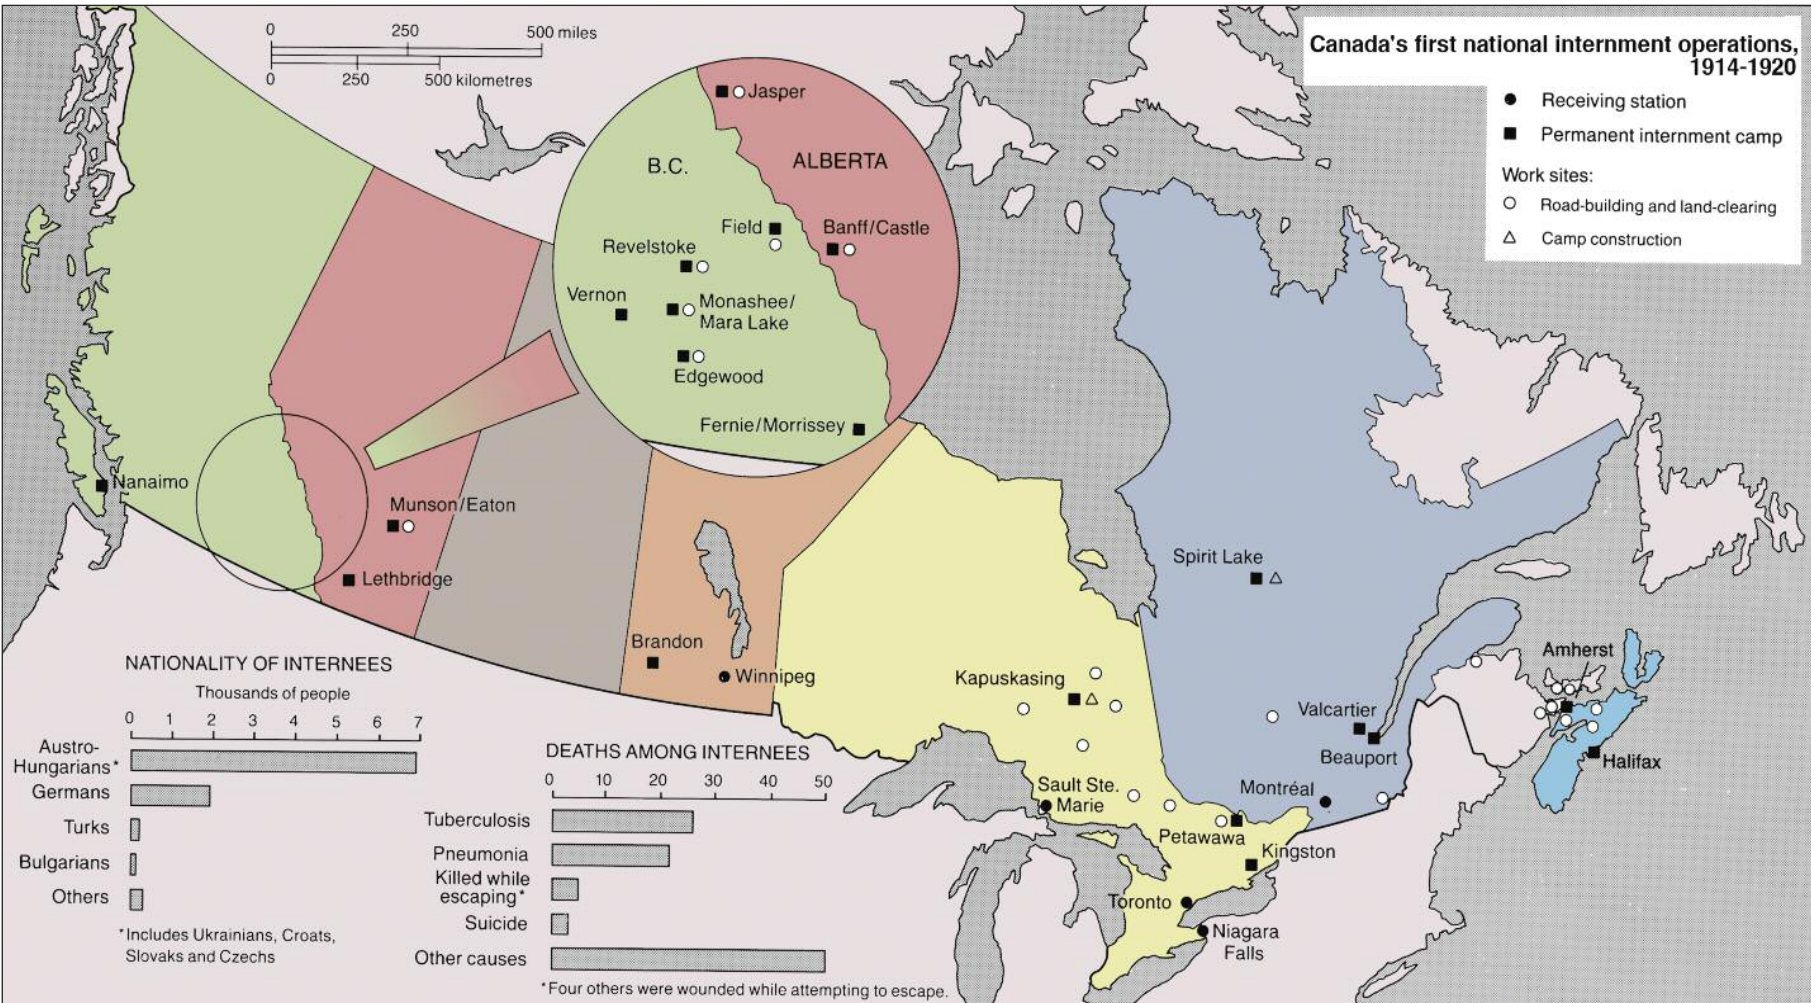 Canada's first national internment operations,
1914-1920
Receiving station
Permanent internment camp
Work sites:
Road-building and land-clearing
Camp construction
0 250 500 miles
0 250 500 kilometres
Jasper
B.C.
ALBERTA
Field
Banff/Castle
Revelstoke
Vernon
Monashee/
Mara Lake
Edgewood
Fernie/Morrissey
Nanaimo
Munson/Eaton
Lethbridge
Brandon
Winnipeg
Spirit Lake
Kapuskasing
Amherst
Valcartier
Beauport
Halifax
Montréal
Sault Ste.
Marie
Petawawa
Kingston
Toronto
Niagara
Falls
NATIONALITY OF INTERNEES
Thousands of people
0 1 2 3 4 5 6 7
Austro-
Hungarians*
Germans
Turks
Bulgarians
Others
*Includes Ukrainians, Croats,
Slovaks and Czechs
DEATHS AMONG INTERNEES
0 10 20 30 40 50
Tuberculosis
Pneumonia
Killed while
escaping*
Suicide
Other causes
*Four others were wounded while attempting to escape.